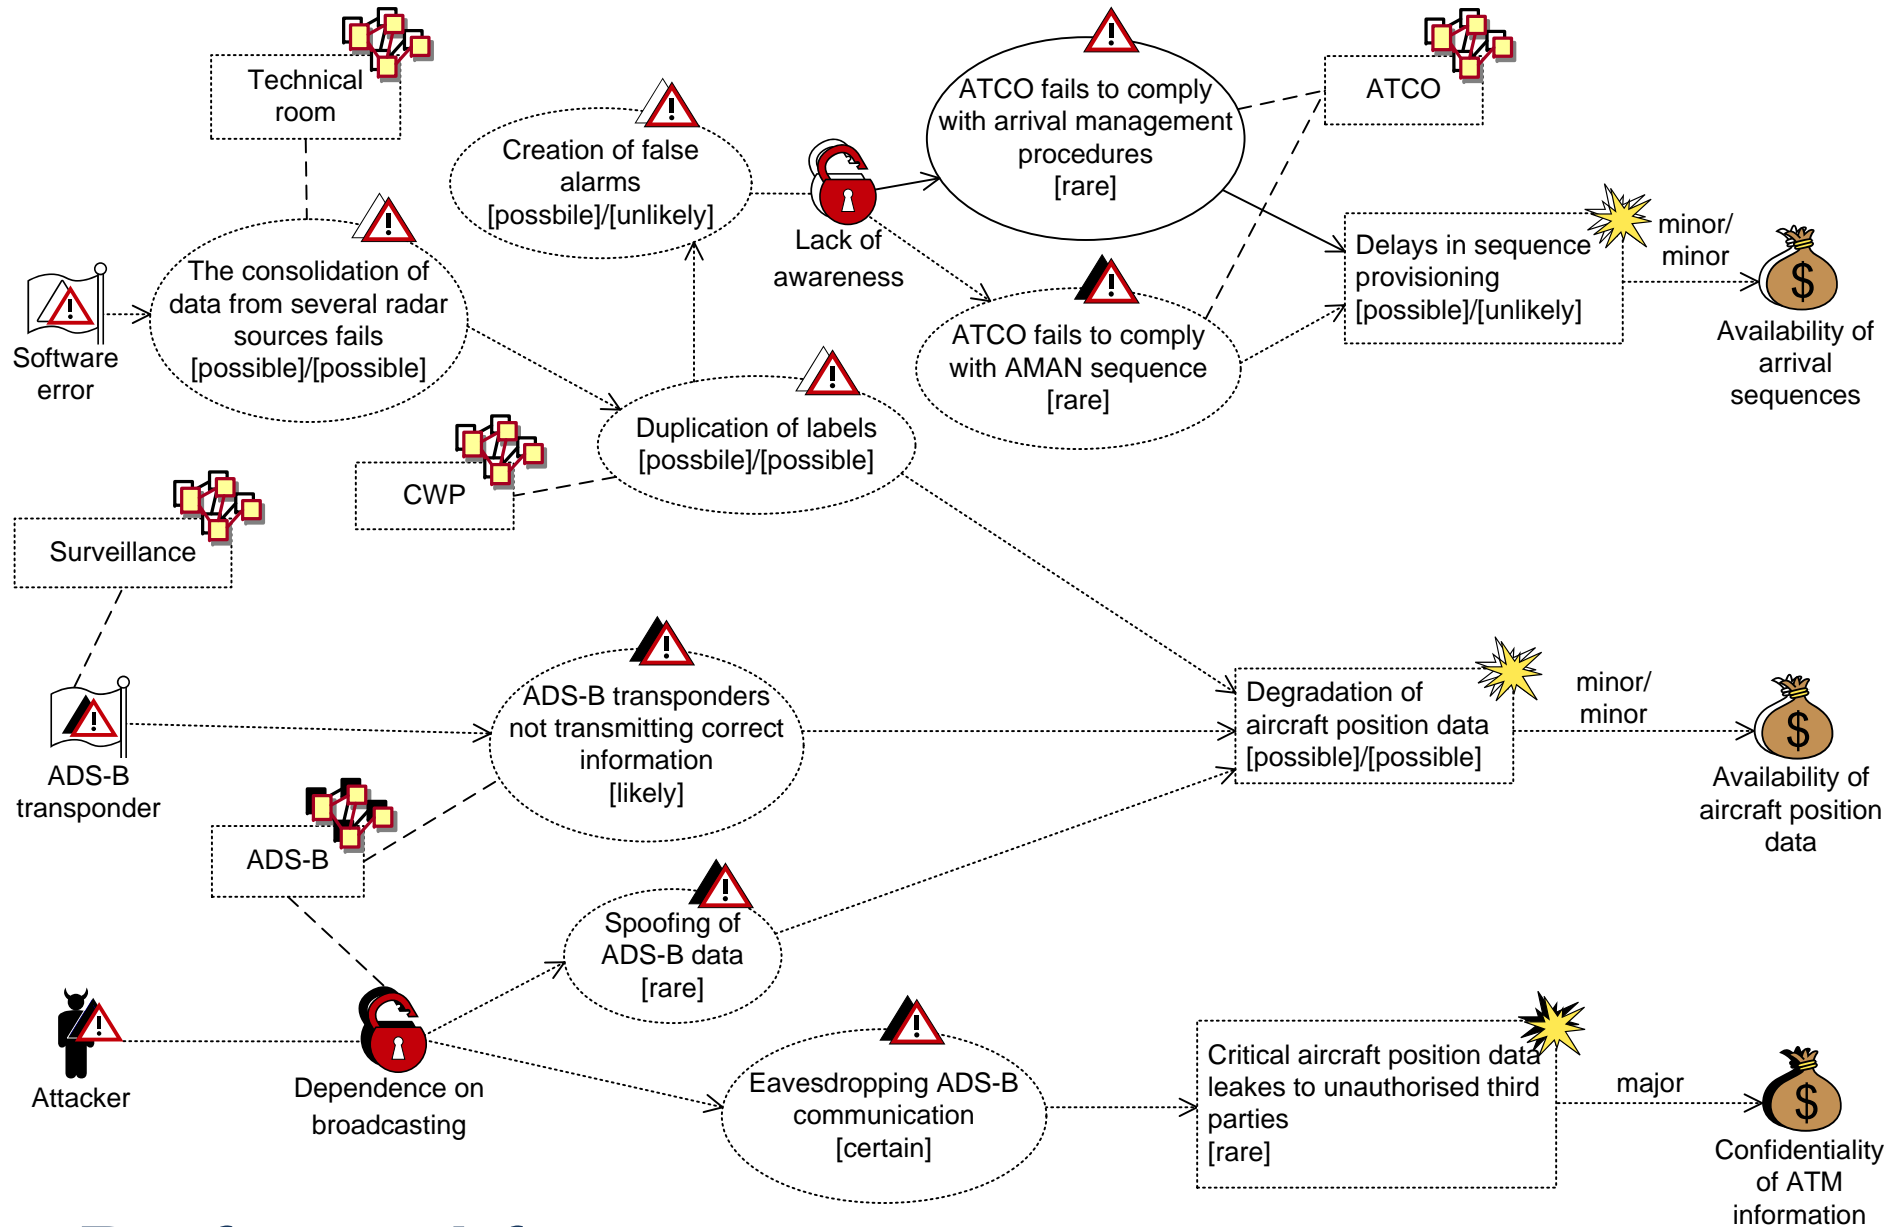 Technical
room
ATCO fails to comply
with arrival management
procedures
[rare]
ATCO
Creation of false
alarms
[possbile]/[unlikely]
Lack of
awareness
Delays in sequence
provisioning
[possible]/[unlikely]
minor/
minor
Availability of
arrival
sequences
The consolidation of
data from several radar
sources fails
[possible]/[possible]
Software
error
ATCO fails to comply
with AMAN sequence
[rare]
Duplication of labels
[possbile]/[possible]
CWP
Surveillance
ADS-B transponders
not transmitting correct
information
[likely]
ADS-B
transponder
Degradation of
aircraft position data
[possible]/[possible]
minor/
minor
Availability of
aircraft position
data
ADS-B
Spoofing of
ADS-B data
[rare]
Attacker
Dependence on
broadcasting
Eavesdropping ADS-B
communication
[certain]
Critical aircraft position data
leakes to unauthorised third
parties
[rare]
major
Confidentiality
of ATM
information